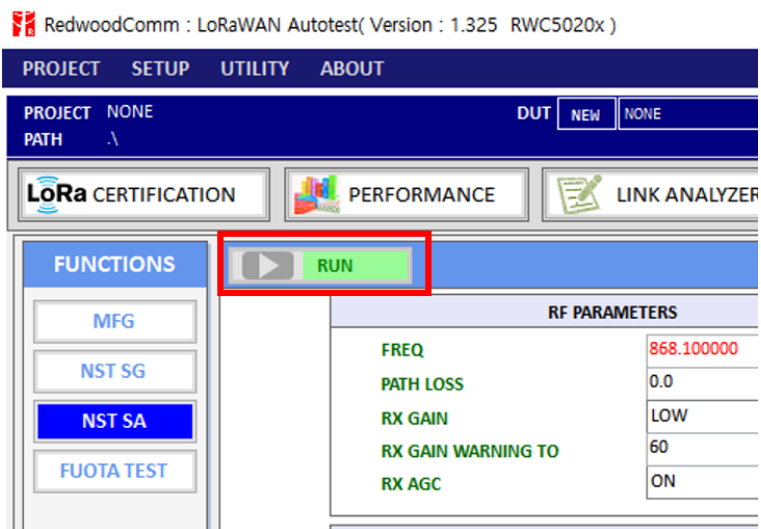 RedwoodComm : LoRaWAN Autotest( Version : 1.325 RWC5020x )
PROJECT SETUP UTILITY ABOUT
PROJECT NONE DUT NEW NONE
PATH .\
LoRa CERTIFICATION PERFORMANCE LINK ANALYZER
FUNCTIONS
RUN
MFG
NST SG
NST SA
FUOTA TEST
RF PARAMETERS
FREQ 868.100000
PATH LOSS 0.0
RX GAIN LOW
RX GAIN WARNING TO 60
RX AGC ON